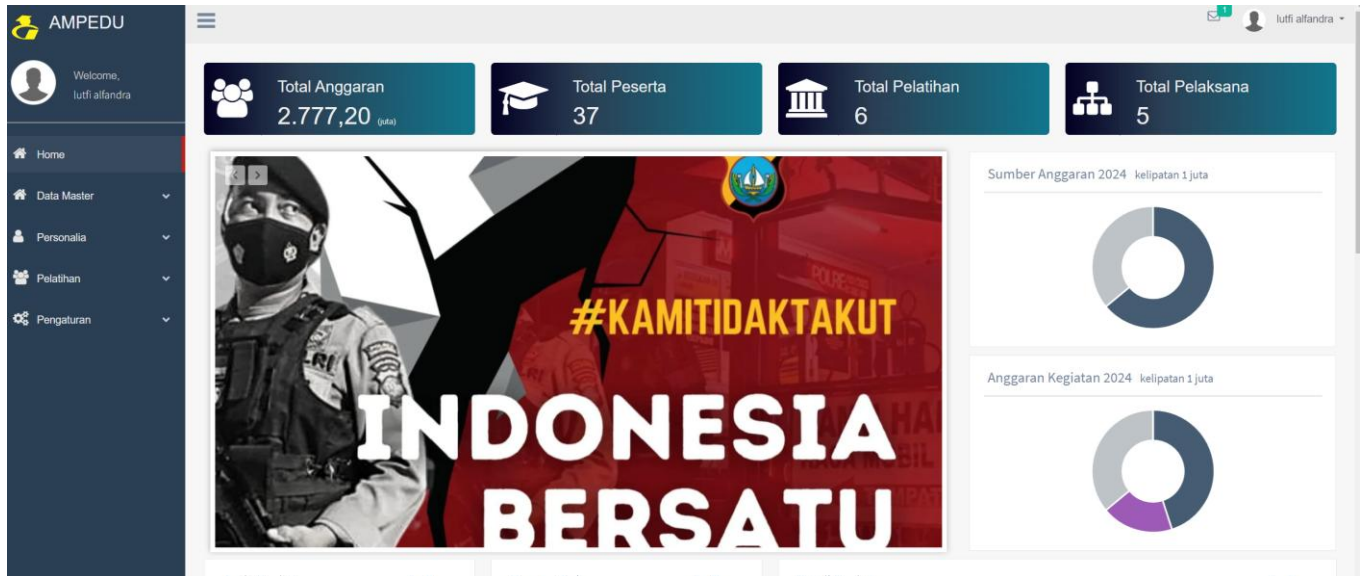 AMPEDU
1
lutfi alfandra
Welcome,
lutfi alfandra
Home
Data Master
Personalia
Pelatihan
Pengaturan
Total Anggaran
2.777,20 (juta)
Total Peserta
37
Total Pelatihan
6
Total Pelaksana
5
#KAMITIDAKTAKUT
INDONESIA
BERSATU
Sumber Anggaran 2024 kelipatan 1 juta
Anggaran Kegiatan 2024 kelipatan 1 juta